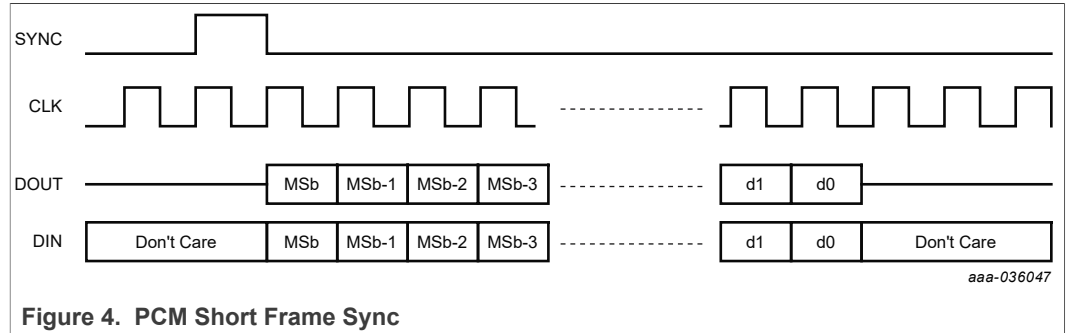 SYNC
CLK
DOUT MSb MSb-1 MSb-2 MSb-3 d1 d0
DIN Don't Care MSb MSb-1 MSb-2 MSb-3 d1 d0 Don't Care
aaa-036047
Figure 4. PCM Short Frame Sync